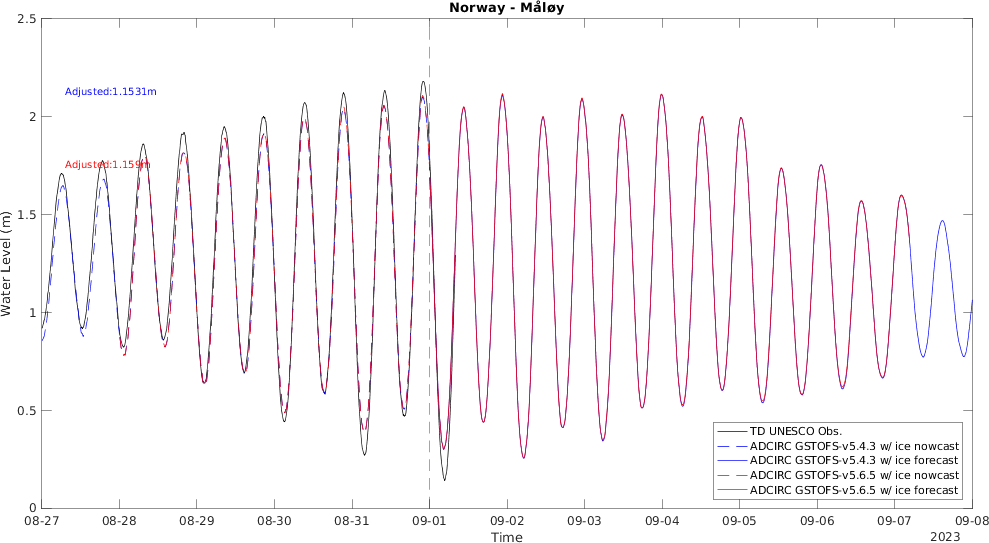 Norway - Måløy
2.5
2
1.5
1
0.5
0
Water Level (m)
Adjusted:1.1531m
Adjusted:1.159m
TD UNESCO Obs.
ADCIRC GSTOFS-v5.4.3 w/ ice nowcast
ADCIRC GSTOFS-v5.4.3 w/ ice forecast
ADCIRC GSTOFS-v5.6.5 w/ ice nowcast
ADCIRC GSTOFS-v5.6.5 w/ ice forecast
08-27 08-28 08-29 08-30 08-31 09-01 09-02 09-03 09-04 09-05 09-06 09-07 09-08
Time
2023